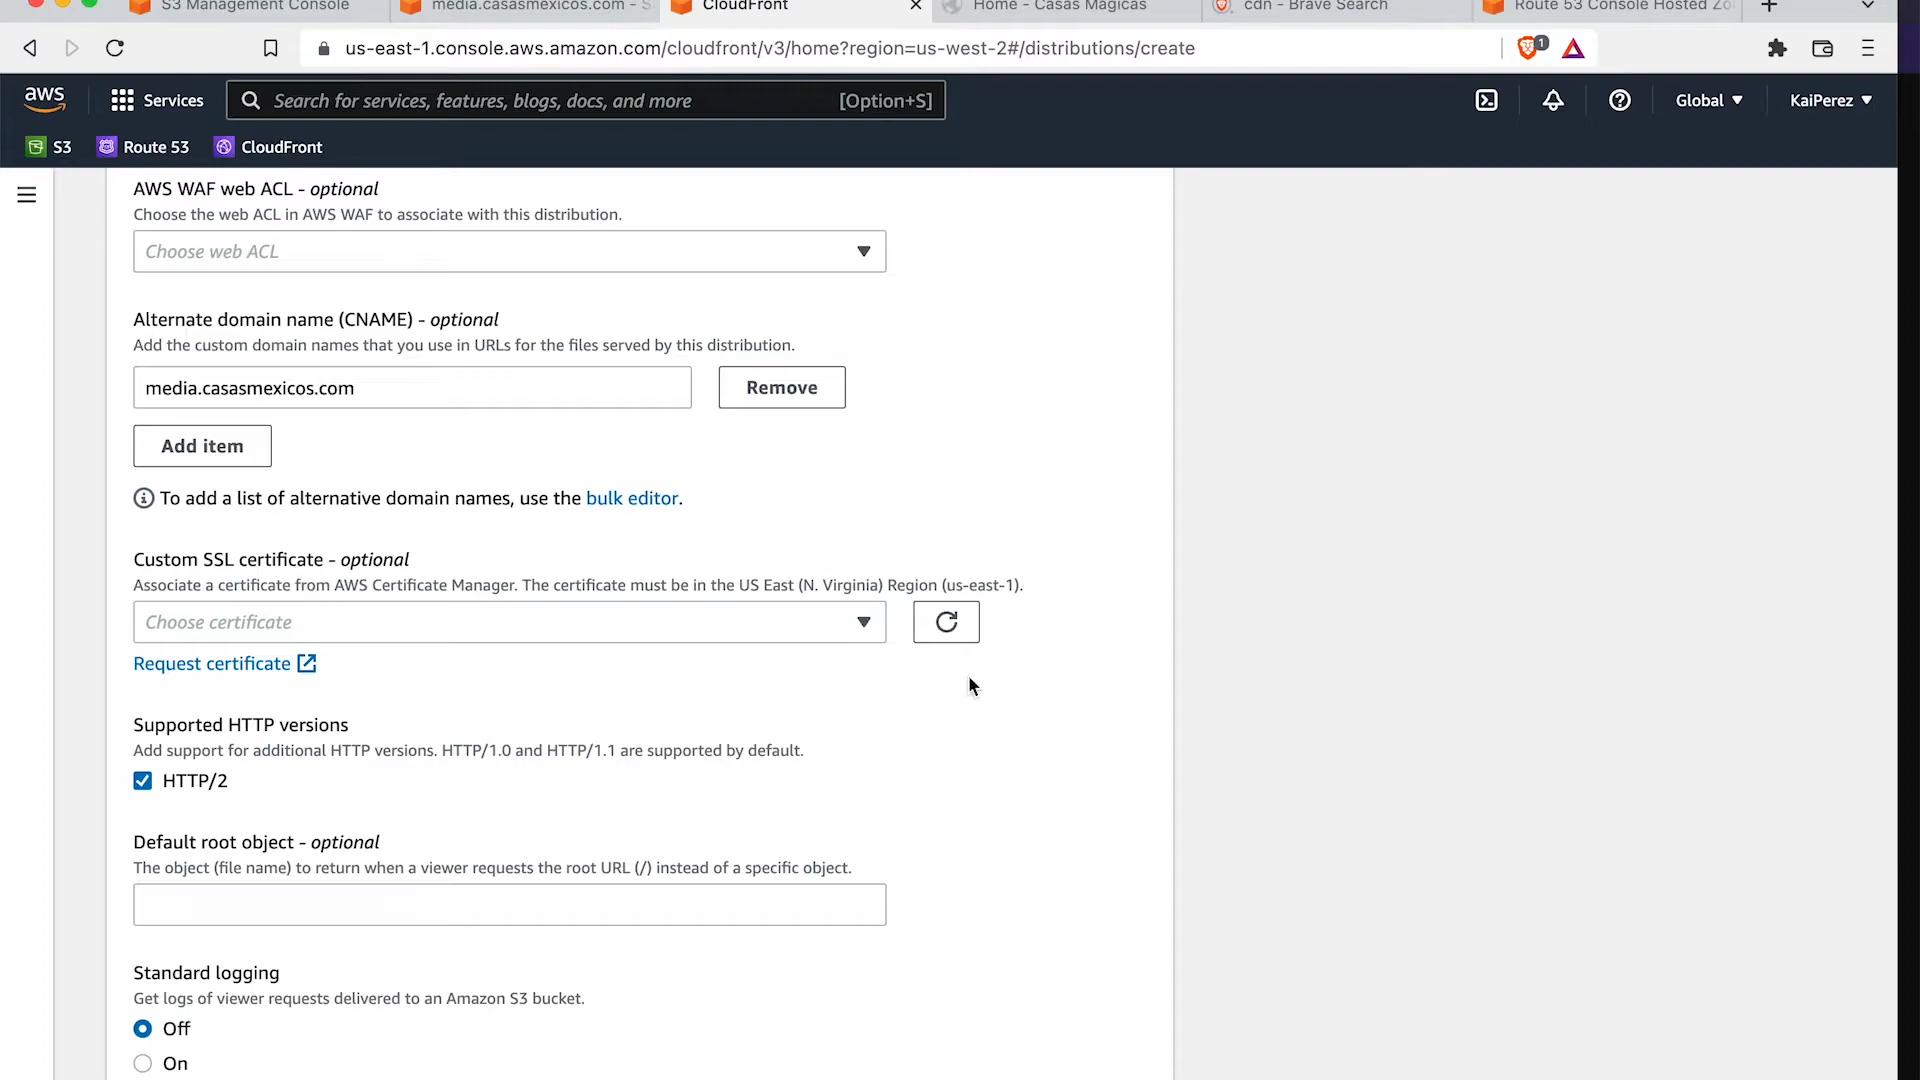 S3 Management Console
media.casasmexicos.com - S
CloudFront
Home - Casas Magicas
cdn - Brave Search
Route 53 Console Hosted Zo
us-east-1.console.aws.amazon.com/cloudfront/v3/home?region=us-west-2#/distributions/create
1
aws
Services
Search for services, features, blogs, docs, and more
[Option+S]
Global
KaiPerez
S3
Route 53
CloudFront
AWS WAF web ACL - optional
Choose the web ACL in AWS WAF to associate with this distribution.
Choose web ACL
Alternate domain name (CNAME) - optional
Add the custom domain names that you use in URLs for the files served by this distribution.
media.casasmexicos.com
Remove
Add item
To add a list of alternative domain names, use the bulk editor.
Custom SSL certificate - optional
Associate a certificate from AWS Certificate Manager. The certificate must be in the US East (N. Virginia) Region (us-east-1).
Choose certificate
Request certificate
Supported HTTP versions
Add support for additional HTTP versions. HTTP/1.0 and HTTP/1.1 are supported by default.
HTTP/2
Default root object - optional
The object (file name) to return when a viewer requests the root URL (/) instead of a specific object.
Standard logging
Get logs of viewer requests delivered to an Amazon S3 bucket.
Off
On